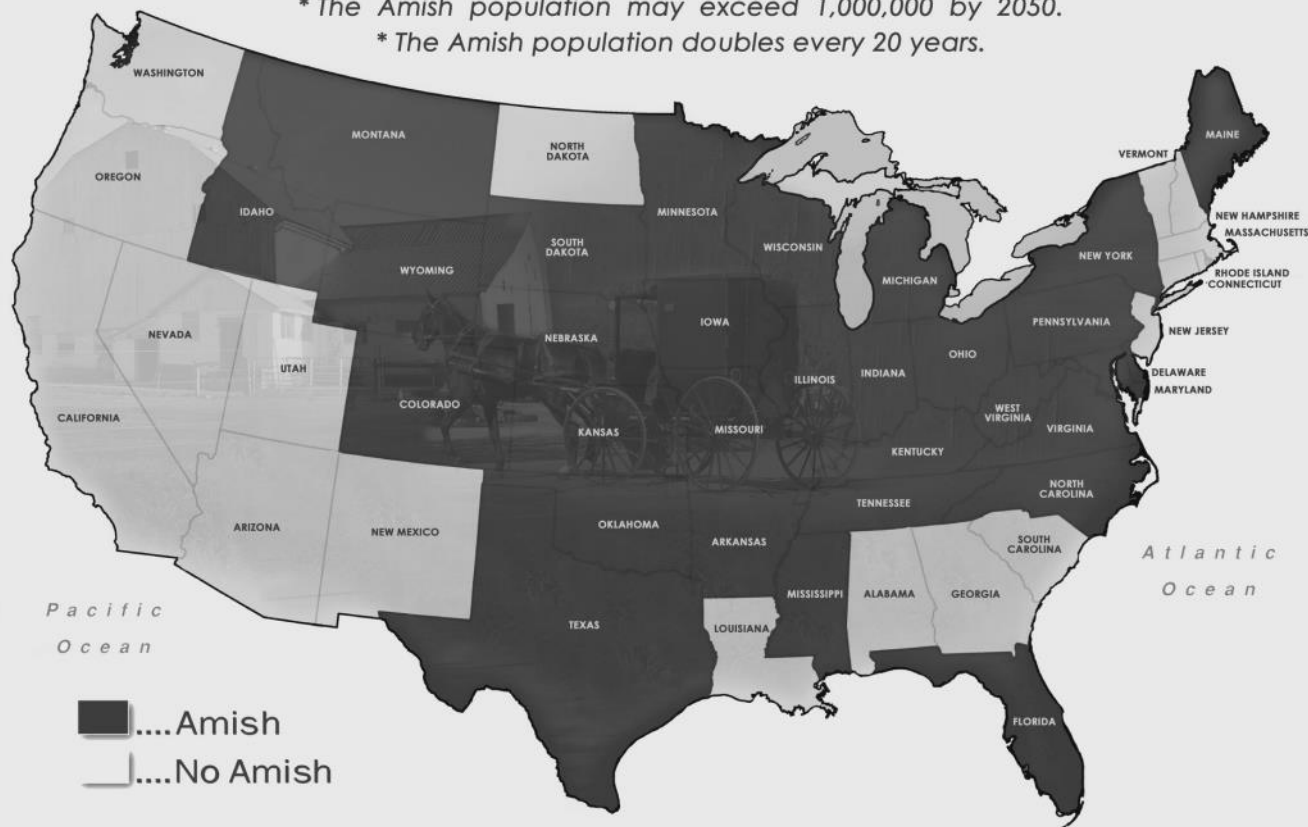 * The Amish population may exceed 1,000,000 by 2050.
* The Amish population doubles every 20 years.
WASHINGTON
MONTANA
NORTH
DAKOTA
MAINE
VERMONT
OREGON
IDAHO
MINNESOTA
NEW HAMPSHIRE
MASSACHUSETTS
SOUTH
DAKOTA
WISCONSIN
NEW YORK
WYOMING
MICHIGAN
RHODE ISLAND
CONNECTICUT
NEVADA
NEBRASKA
IOWA
PENNSYLVANIA
NEW JERSEY
OHIO
UTAH
ILLINOIS
INDIANA
DELAWARE
MARYLAND
CALIFORNIA
COLORADO
KANSAS
MISSOURI
WEST
VIRGINIA
VIRGINIA
KENTUCKY
NORTH
CAROLINA
TENNESSEE
ARIZONA
NEW MEXICO
OKLAHOMA
ARKANSAS
SOUTH
CAROLINA
Atlantic
Ocean
MISSISSIPPI
ALABAMA
GEORGIA
Pacific
Ocean
TEXAS
LOUISIANA
FLORIDA
....Amish
....No Amish